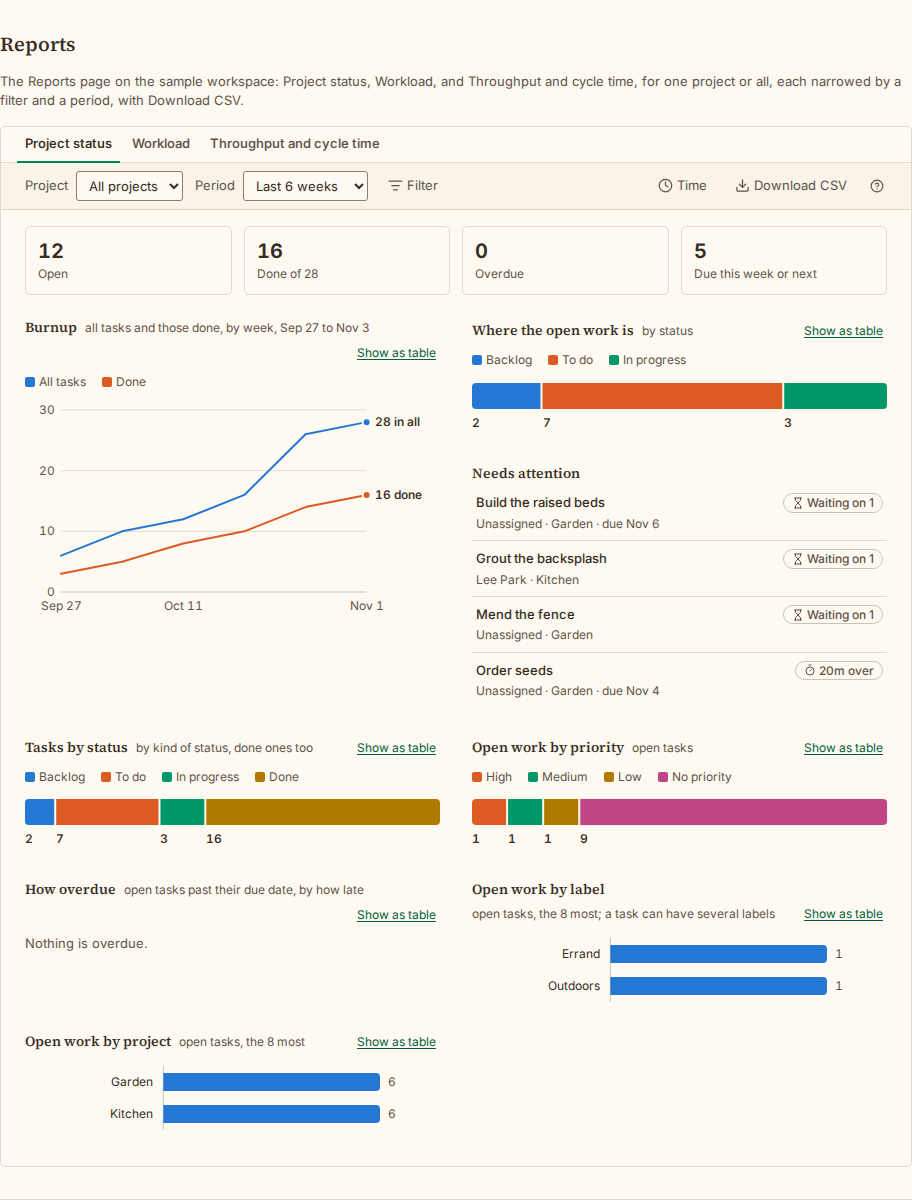 Reports
The Reports page on the sample workspace: Project status, Workload, and Throughput and cycle time, for one project or all, each narrowed by a
filter and a period, with Download CSV.
Project status Workload Throughput and cycle time
Project All projects Period Last 6 weeks Filter Time Download CSV
12
Open
16
Done of 28
0
Overdue
5
Due this week or next
Burnup all tasks and those done, by week, Sep 27 to Nov 3
Show as table
All tasks Done
30
28 in all
20
16 done
10
0
Sep 27 Oct 11 Nov 1
Where the open work is by status Show as table
Backlog To do In progress
2 7 3
Needs attention
Build the raised beds Waiting on 1
Unassigned · Garden · due Nov 6
Grout the backsplash Waiting on 1
Lee Park · Kitchen
Mend the fence Waiting on 1
Unassigned · Garden
Order seeds 20m over
Unassigned · Garden · due Nov 4
Tasks by status by kind of status, done ones too Show as table
Backlog To do In progress Done
2 7 3 16
Open work by priority open tasks Show as table
High Medium Low No priority
1 1 1 9
How overdue open tasks past their due date, by how late
Show as table
Nothing is overdue.
Open work by label
open tasks, the 8 most; a task can have several labels Show as table
Errand 1
Outdoors 1
Open work by project open tasks, the 8 most Show as table
Garden 6
Kitchen 6